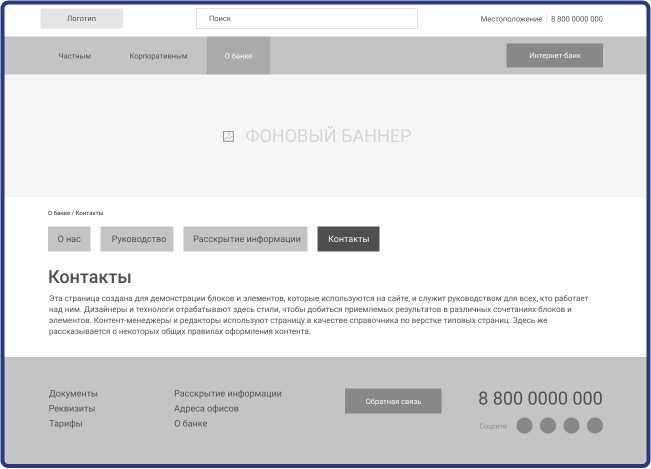 Логотип
Поиск
Местоположение
8 800 0000 000
Частным
Корпоративным
О банке
Интернет-банк
ФОНОВЫЙ БАННЕР
О банке / Контакты
О нас
Руководство
Расскрытие информации
Контакты
Контакты
Эта страница создана для демонстрации блоков и элементов, которые используются на сайте, и служит руководством для всех, кто работает
над ним. Дизайнеры и технологи отрабатывают здесь стили, чтобы добиться приемлемых результатов в различных сочетаниях блоков и
элементов. Контент-менеджеры и редакторы используют страницу в качестве справочника по верстке типовых страниц. Здесь же
рассказывается о некоторых общих правилах оформления контента.
Документы
Реквизиты
Тарифы
Расскрытие информации
Адреса офисов
О банке
Обратная связь
8 800 0000 000
Соцсети